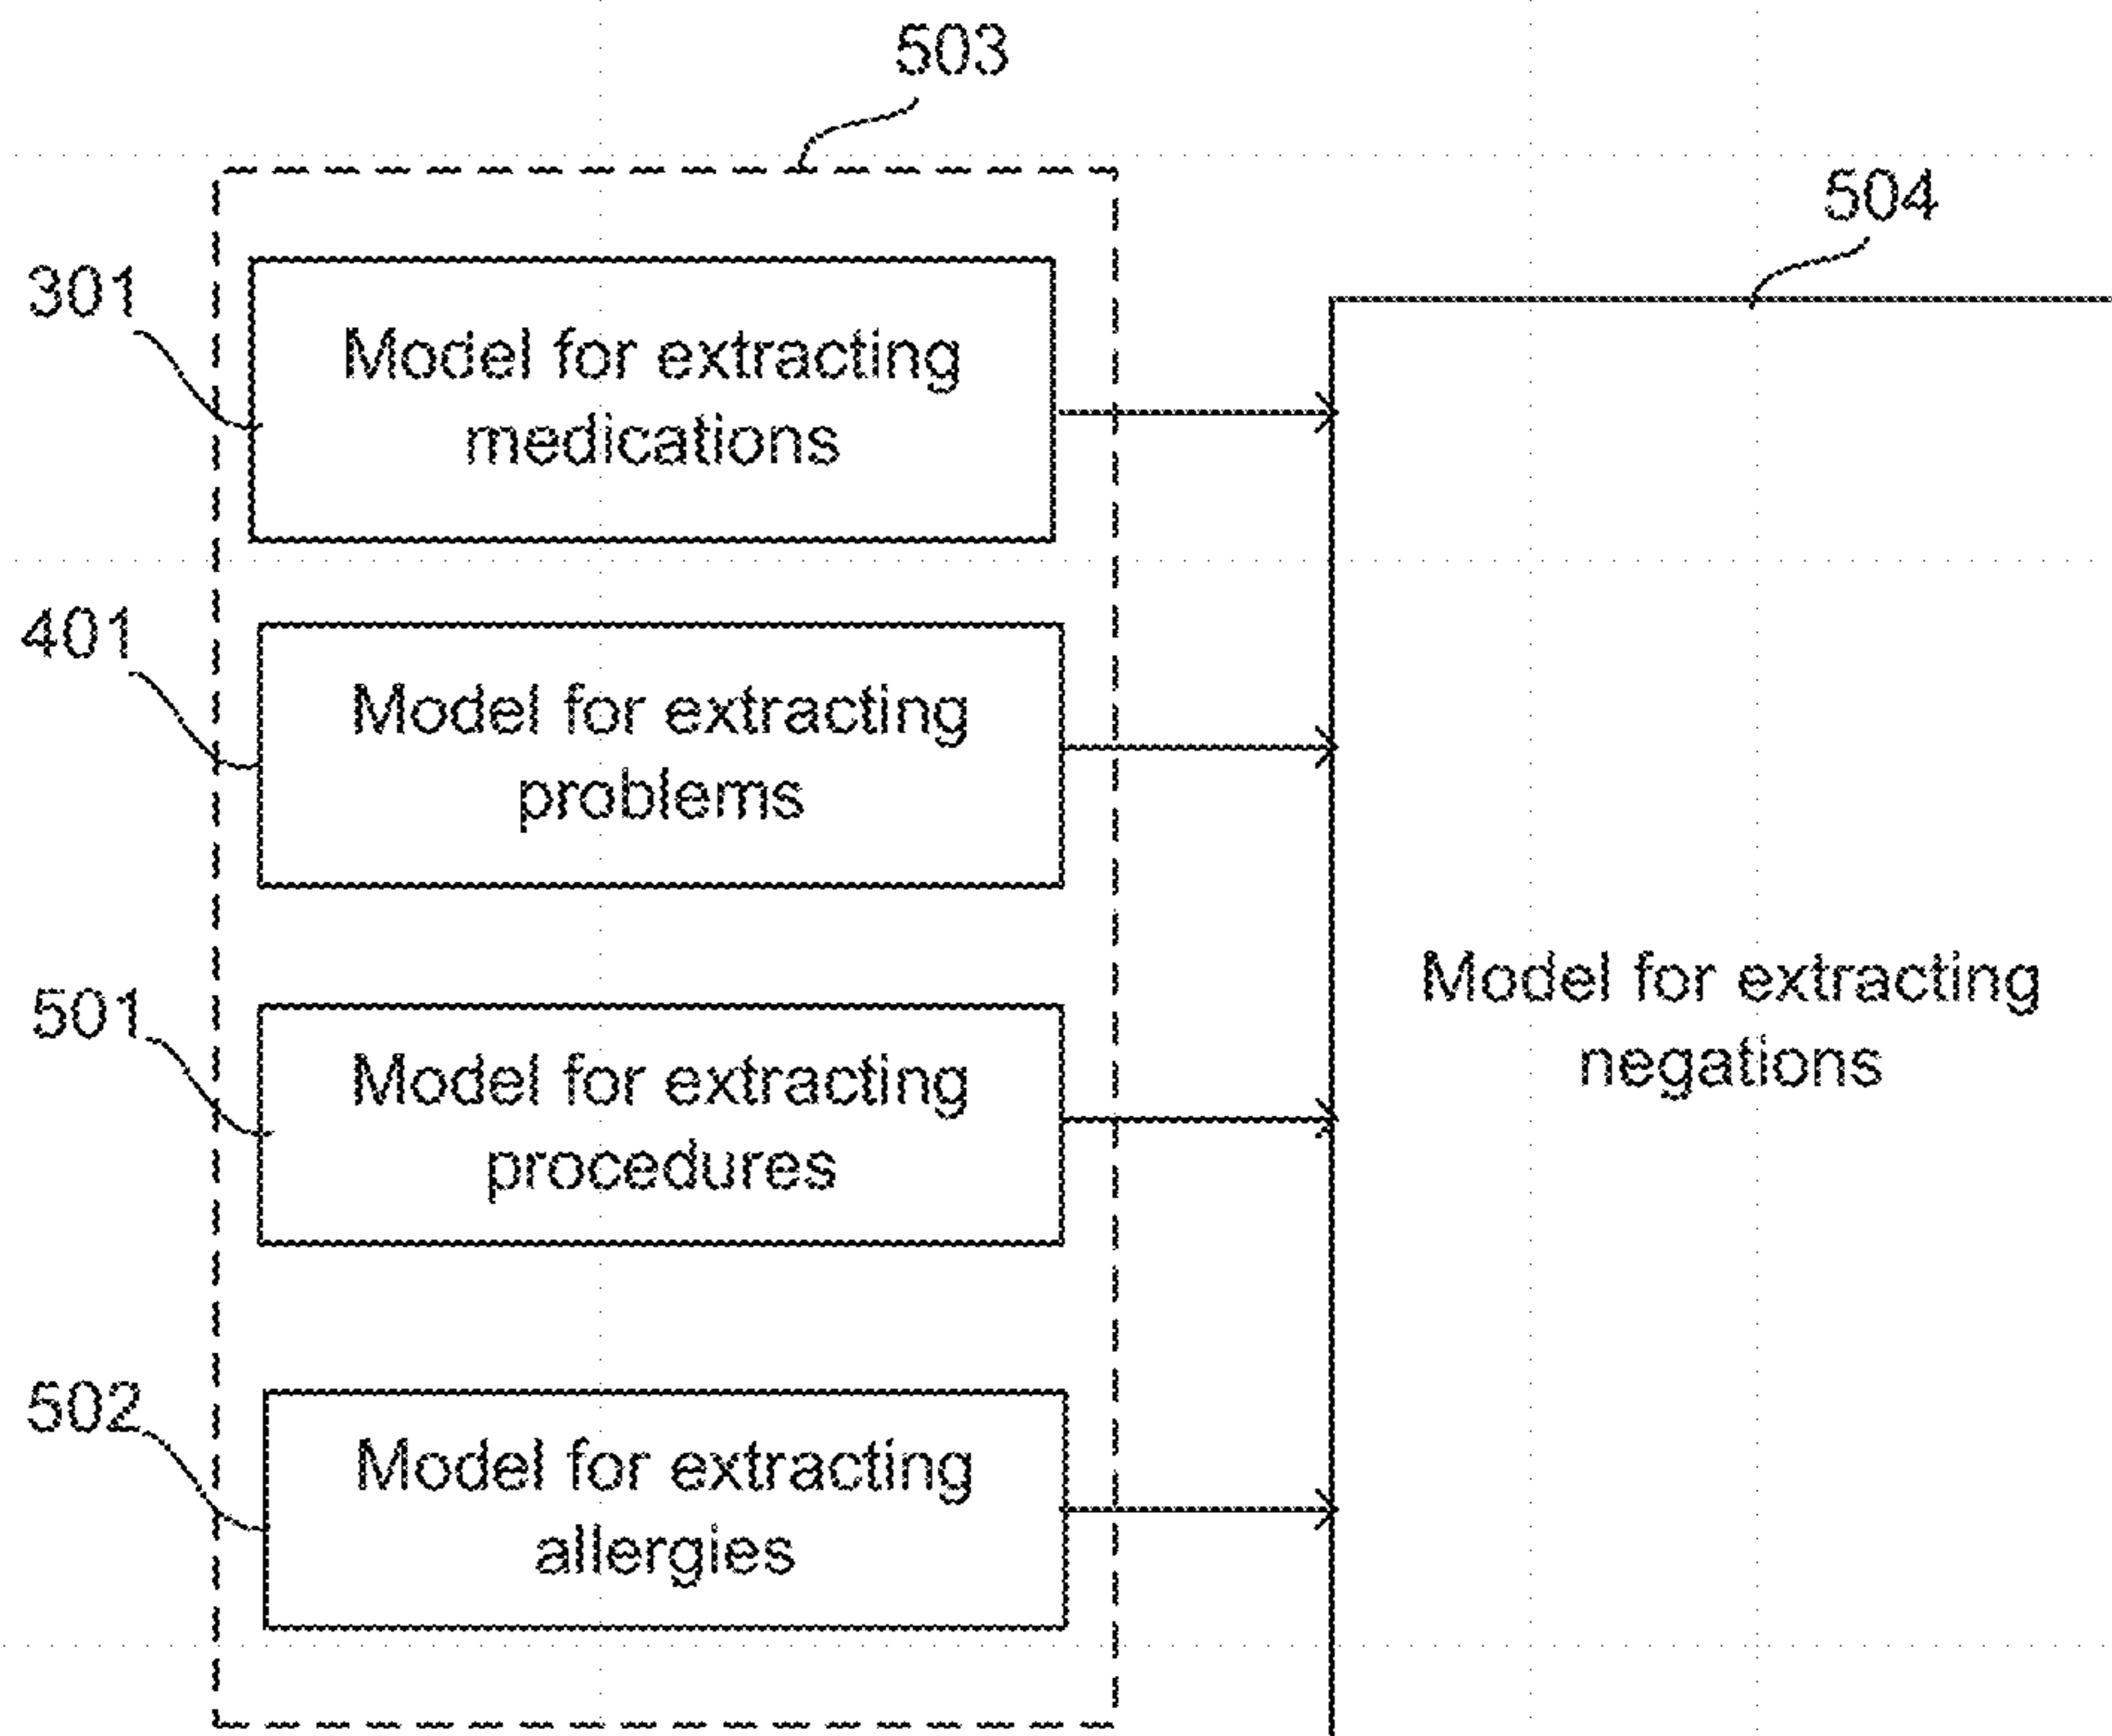 503
504
301
Model for extracting
medications
401
Model for extracting
problems
501
Model for extracting
procedures
Model for extracting
negations
502
Model for extracting
allergies